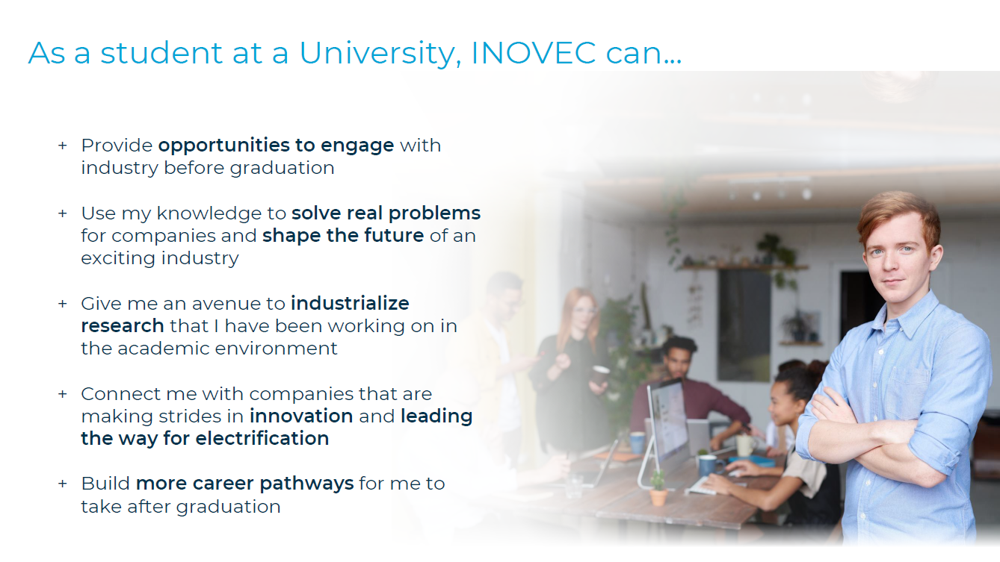 As a student at a University, INOVEC can...
+ Provide opportunities to engage with
industry before graduation
+ Use my knowledge to solve real problems
for companies and shape the future of an
exciting industry
+ Give me an avenue to industrialize
research that I have been working on in
the academic environment
+ Connect me with companies that are
making strides in innovation and leading
the way for electrification
+ Build more career pathways for me to
take after graduation